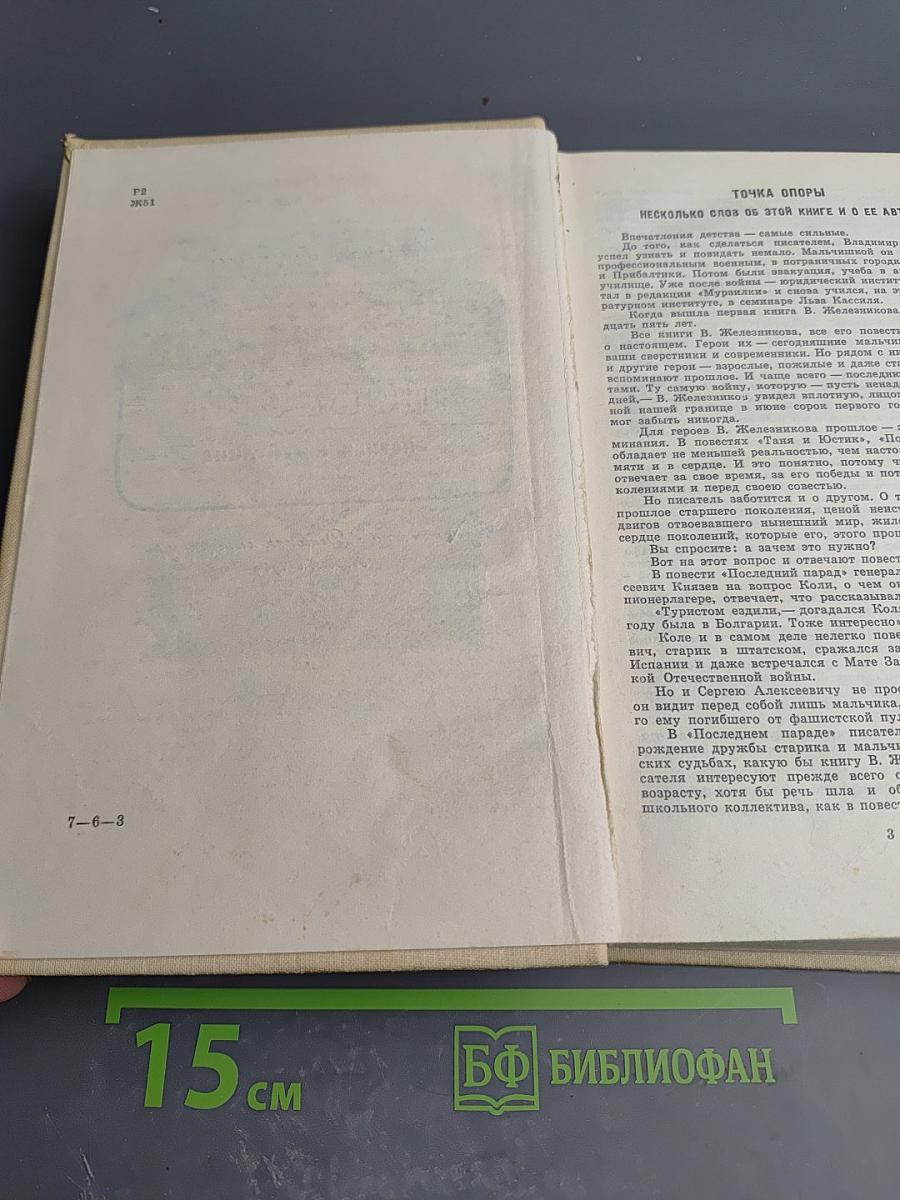 Р2
Ж51
7—6—3
ТОЧКА ОПОРЫ
НЕСКОЛЬКО СЛОВ ОБ ЭТОЙ КНИГЕ И О ЕЕ АВТ
Впечатления детства — самые сильные.
До того, как сделаться писателем, Владимир
успел узнать и повидать немало. Мальчишкой он
профессиональным военным, в пограничных городк
и Прибалтики. Потом были эвакуация, учеба в а
училище. Уже после войны — юридический институ
тал в редакции «Мурзилки» и снова учился, на э
ратурном институте, в семинаре Льва Кассиля.
Когда вышла первая книга В. Железникова
дцать пять лет.
Все книги В. Железникова, все его повести
о настоящем. Герои их — сегодняшние мальчи
ваши сверстники и современники. Но рядом с ни
и другие герои — взрослые, пожилые и даже ста
вспоминают прошлое. И чаще всего — последню
тами. Ту самую войну, которую — пусть ненад
дней,— В. Железников увидел вплотную, лицо
ной нашей границе в июне сорок первого го
мог забыть никогда.
Для героев В. Железникова прошлое —
минания. В повестях «Таня и Юстик», «По
обладает не меньшей реальностью, чем насто
мяти и в сердце. И это понятно, потому ч
отвечает за свое время, за его победы и пот
колениями и перед своею совестью.
Но писатель заботится и о другом. О т
прошлое старшего поколения, ценой неисч
двигов отвоевавшего нынешний мир, жило
сердце поколений, которые его, этого прош
Вы спросите: а зачем это нужно?
Вот на этот вопрос и отвечают повест
В повести «Последний парад» генерал
сеевич Князев на вопрос Коли, о чем он
пионерлагере, отвечает, что рассказывал
«Туристом ездили,— догадался Коля
году была в Болгарии. Тоже интересно»
Коле и в самом деле нелегко пове
вич, старик в штатском, сражался за
Испании и даже встречался с Мате За
кой Отечественной войны.
Но и Сергею Алексеевичу не прос
он видит перед собой лишь мальчика,
го ему погибшего от фашистской пул
В «Последнем параде» писател
рождение дружбы старика и мальчи
ских судьбах, какую бы книгу В. Ж
сателя интересуют прежде всего с
возрасту, хотя бы речь шла и об
школьного коллектива, как в повест
3
15 см
БФ БИБЛИОФАН